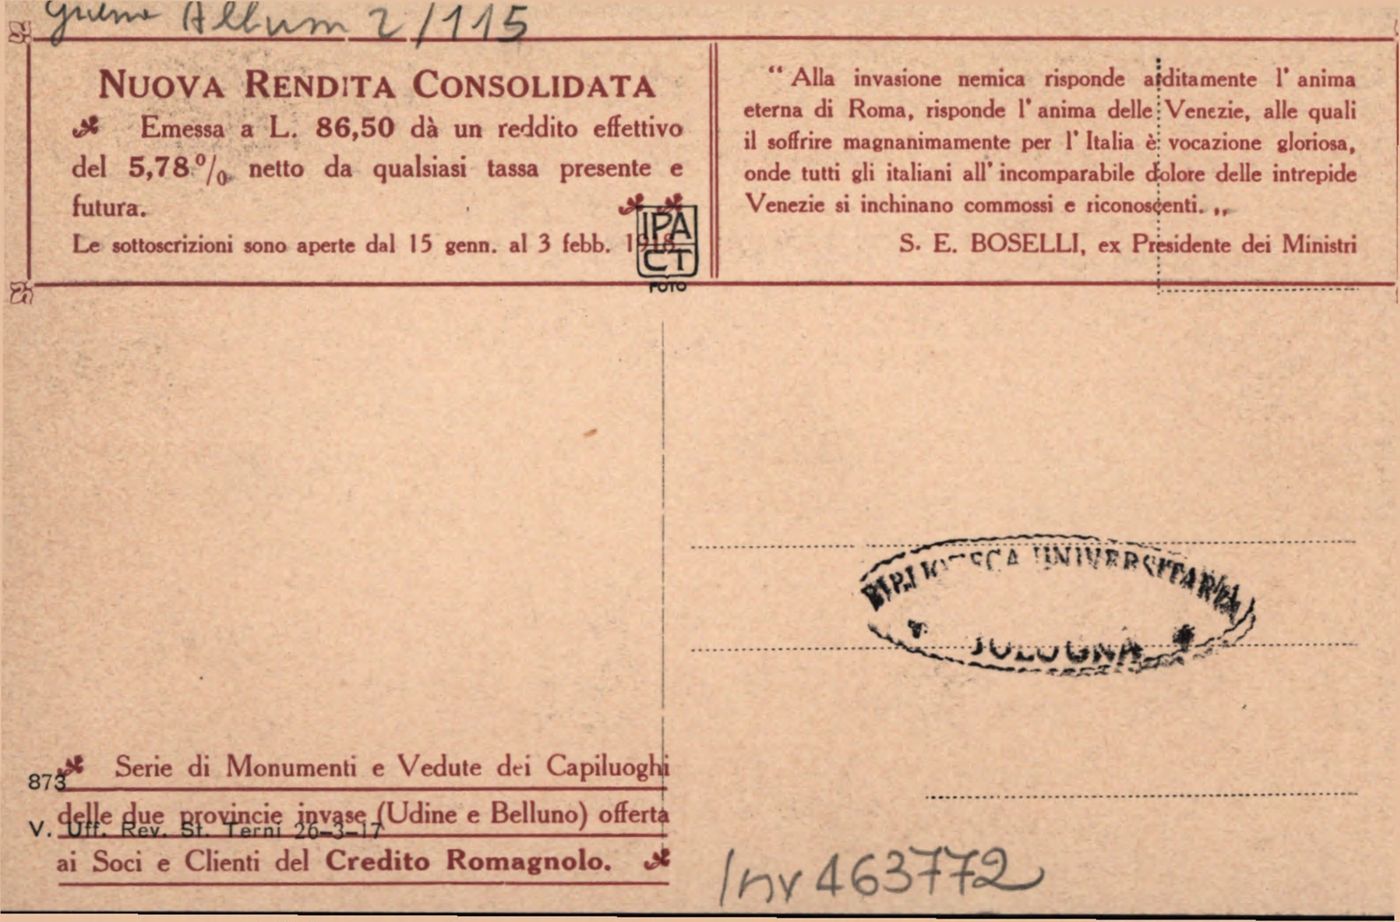 Album 2/115
NUOVA RENDITA CONSOLIDATA
Emessa a L. 86,50 dà un reddito effettivo
del 5,78 % netto da qualsiasi tassa presente e
futura.
Le sottoscrizioni sono aperte dal 15 genn. al 3 febb. 1918.
IPA
CT
FOTO
“ Alla invasione nemica risponde arditamente l' anima
eterna di Roma, risponde l' anima delle Venezie, alle quali
il soffrire magnanimamente per l' Italia è vocazione gloriosa,
onde tutti gli italiani all' incomparabile dolore delle intrepide
Venezie si inchinano commossi e riconoscenti. „
S. E. BOSELLI, ex Presidente dei Ministri
BIBLIOTECA UNIVERSITARIA
BOLOGNA
Serie di Monumenti e Vedute dei Capiluoghi
873
delle due provincie invase (Udine e Belluno) offerta
V. Uff. Rev. St. Terni 26-3-17
ai Soci e Clienti del Credito Romagnolo.
Inv 463772